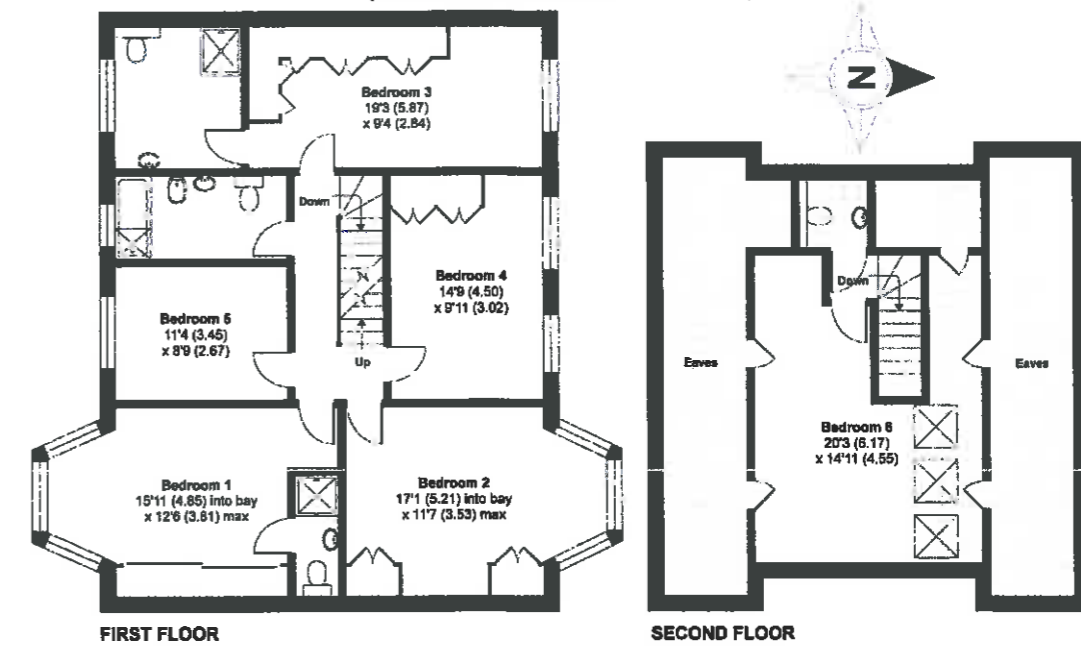 Bedroom 3
19'3 (5.87)
x 9'4 (2.84)
N
Down
Bedroom 4
14'9 (4.50)
x 9'11 (3.02)
Bedroom 5
11'4 (3.45)
x 8'9 (2.67)
Up
Bedroom 1
15'11 (4.85) into bay
x 12'6 (3.81) max
Bedroom 2
17'1 (5.21) into bay
x 11'7 (3.53) max
FIRST FLOOR
Down
Eaves
Eaves
Bedroom 6
20'3 (6.17)
x 14'11 (4.55)
SECOND FLOOR